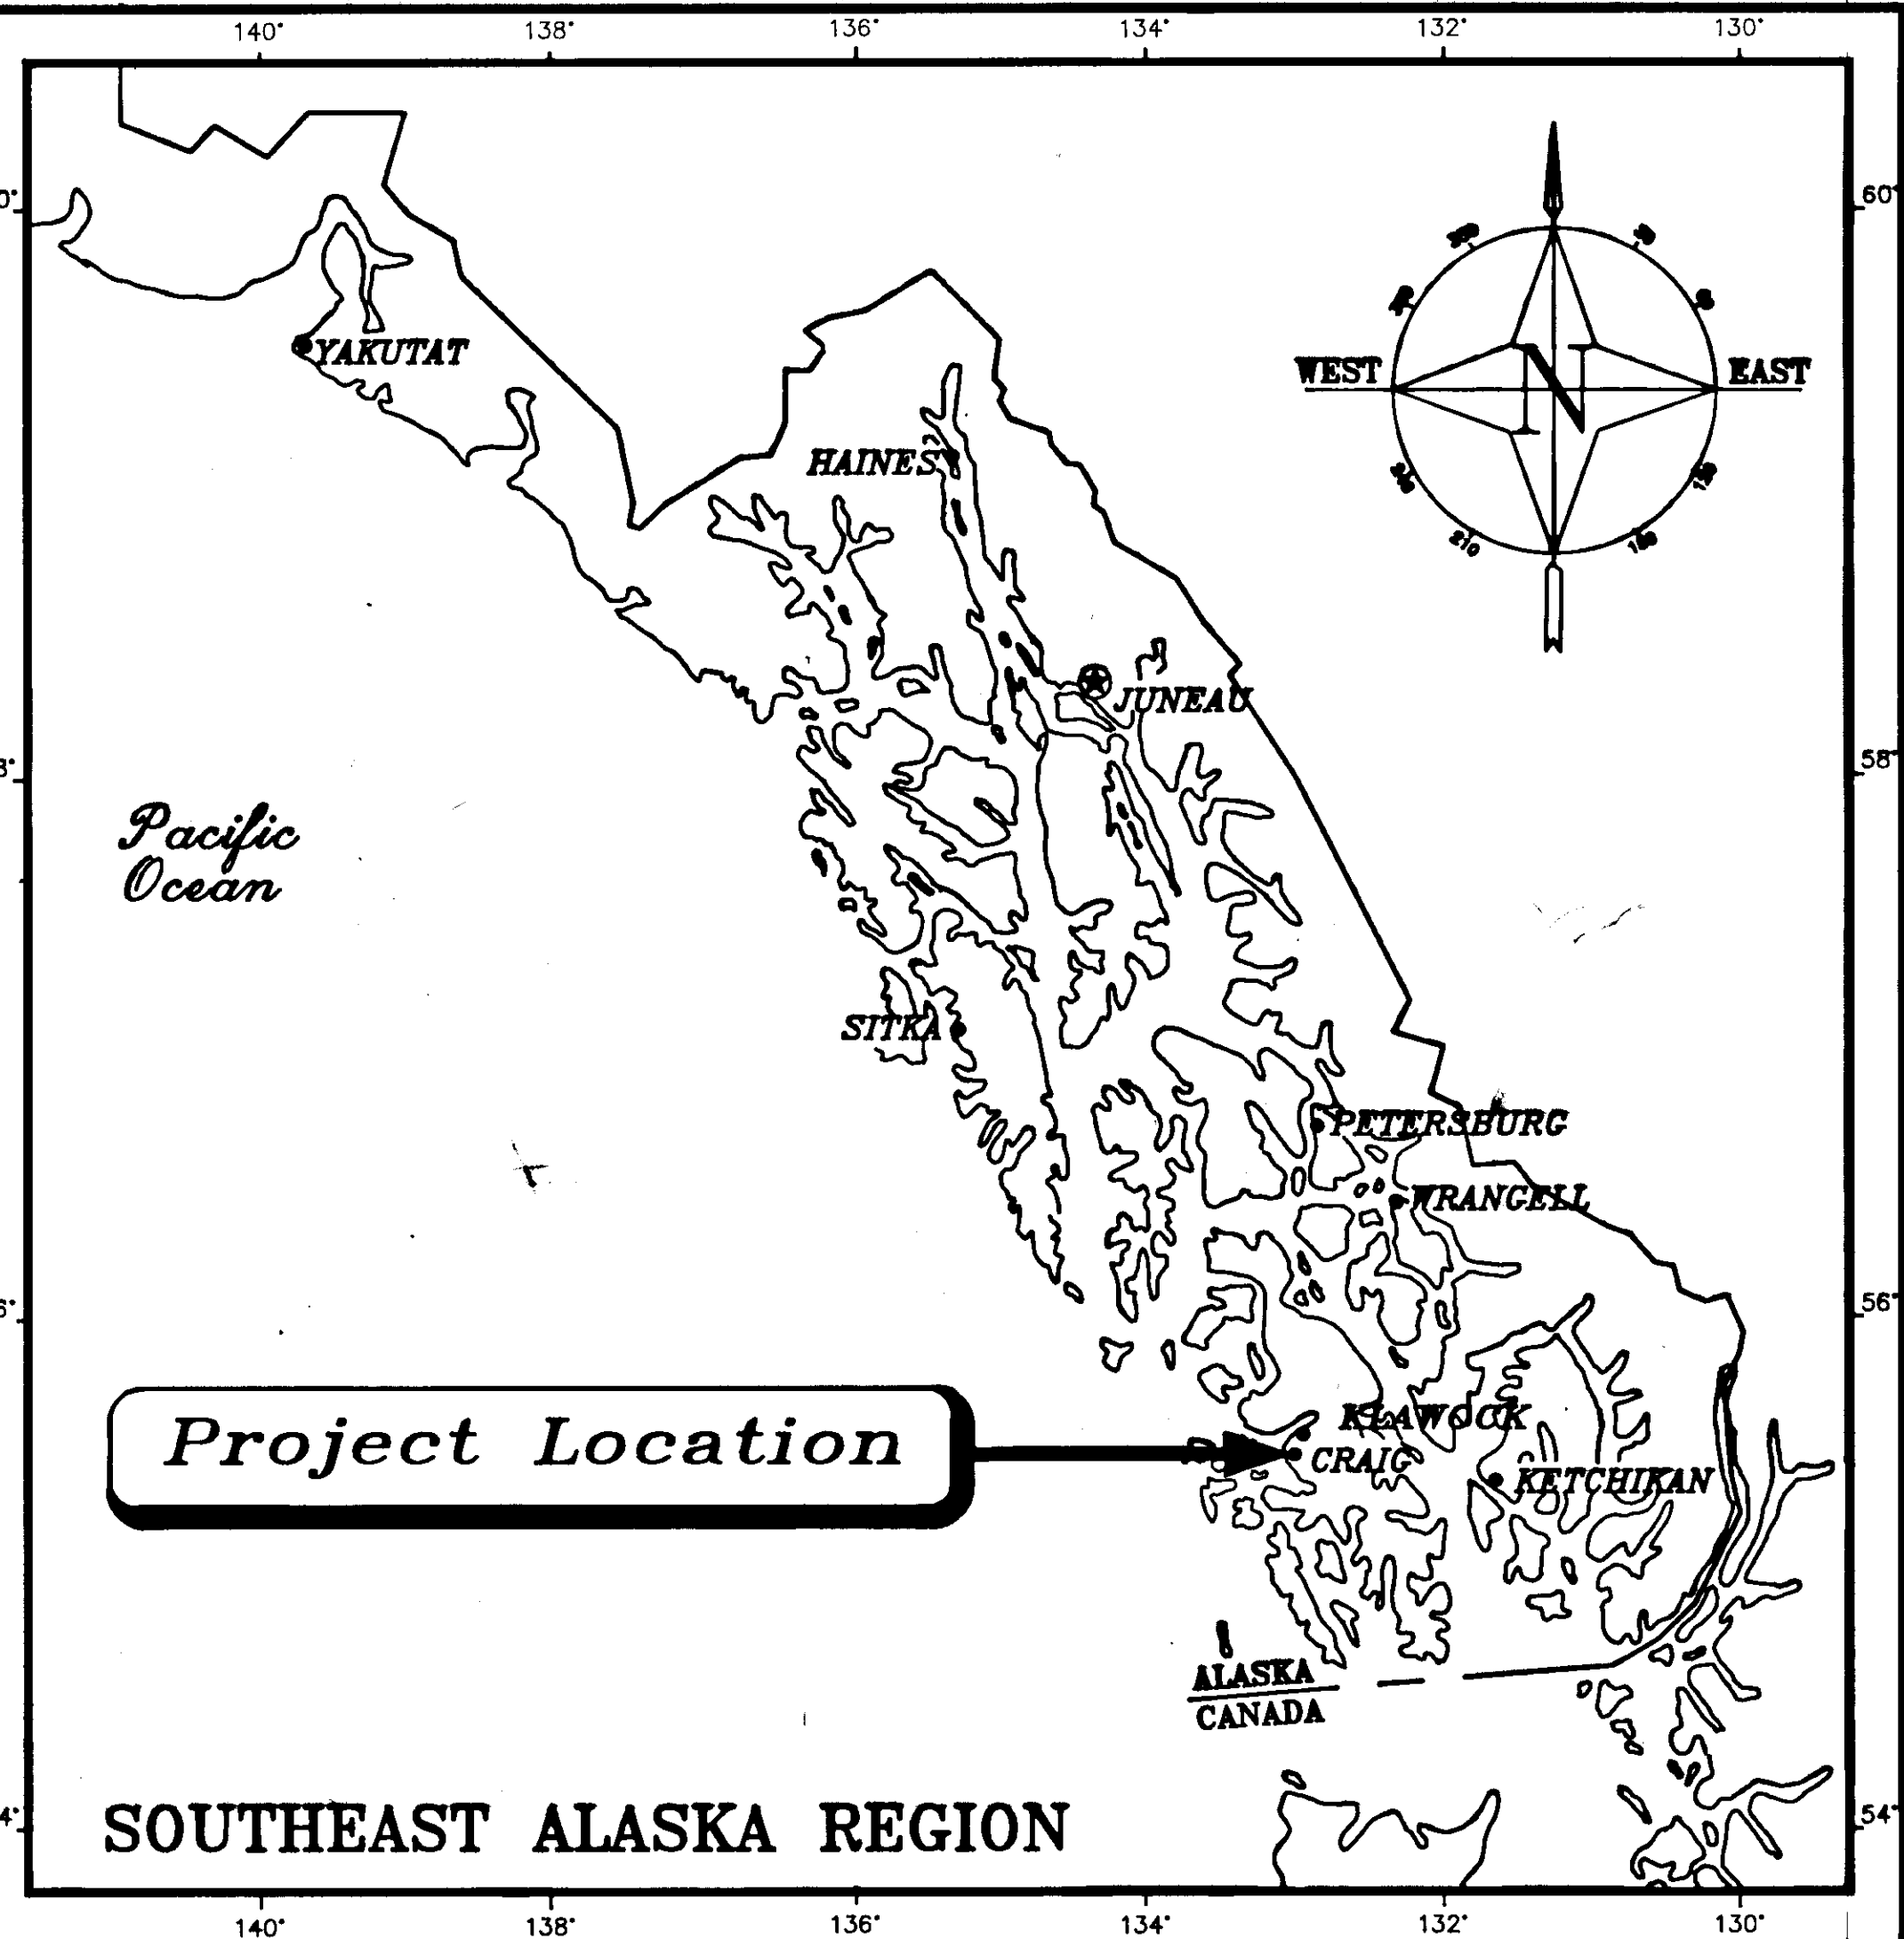 140° 138° 136° 134° 132° 130°
60°
WEST N EAST
210
YAKUTAT
HAINES
JUNEAU
58°
Pacific
Ocean
SITKA
PETERSBURG
WRANGELL
56°
Project Location
KLAWOCK
CRAIG
KETCHIKAN
ALASKA
CANADA
SOUTHEAST ALASKA REGION
54°
140° 138° 136° 134° 132° 130°